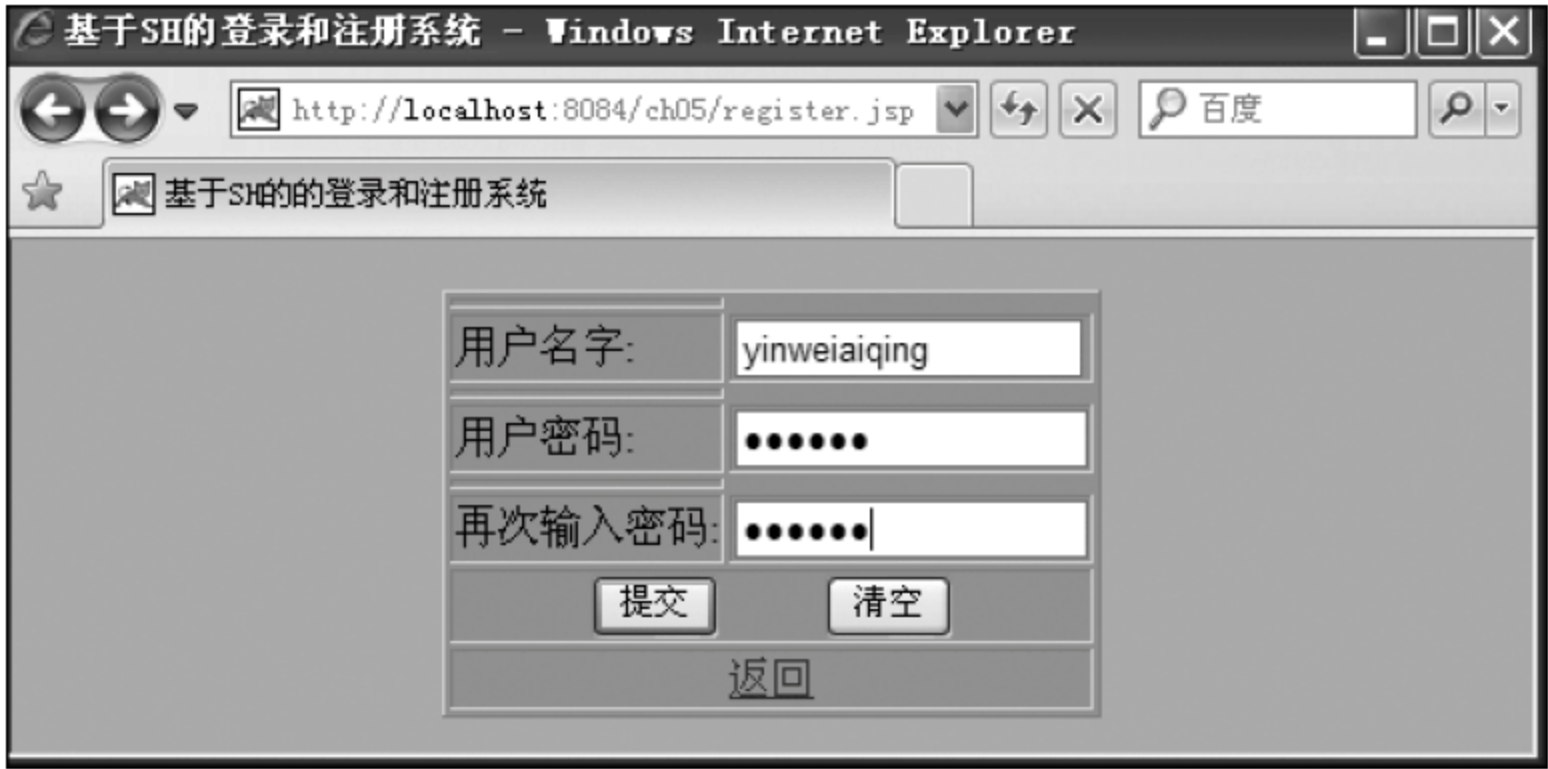 基于SH的登录和注册系统 - Windows Internet Explorer
http://localhost:8084/ch05/register.jsp
百度
基于SH的的登录和注册系统
用户名字:
yinweiaiqing
用户密码:
●●●●●●
再次输入密码:
●●●●●●
提交 清空
返回